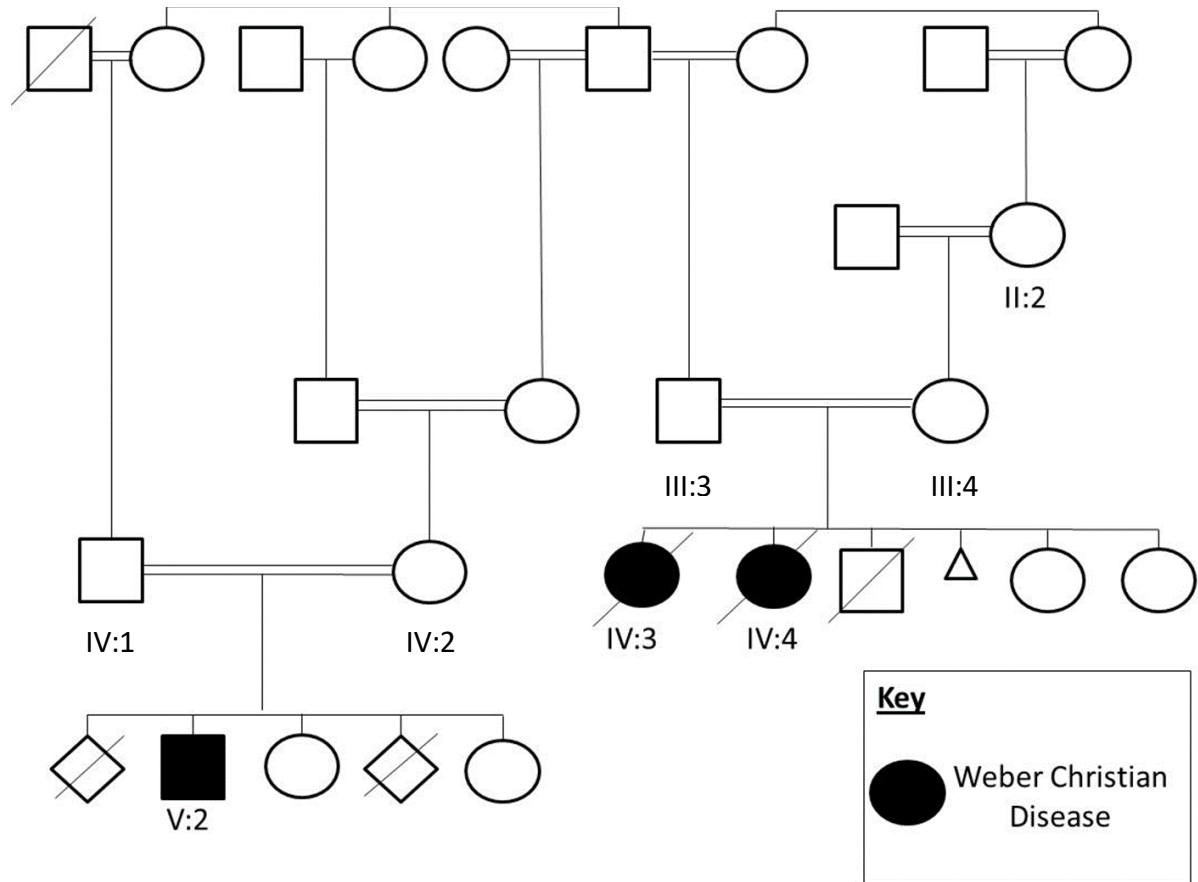 II:2
III:3
III:4
IV:1
IV:2
IV:3
IV:4
V:2
Key
Weber Christian
Disease